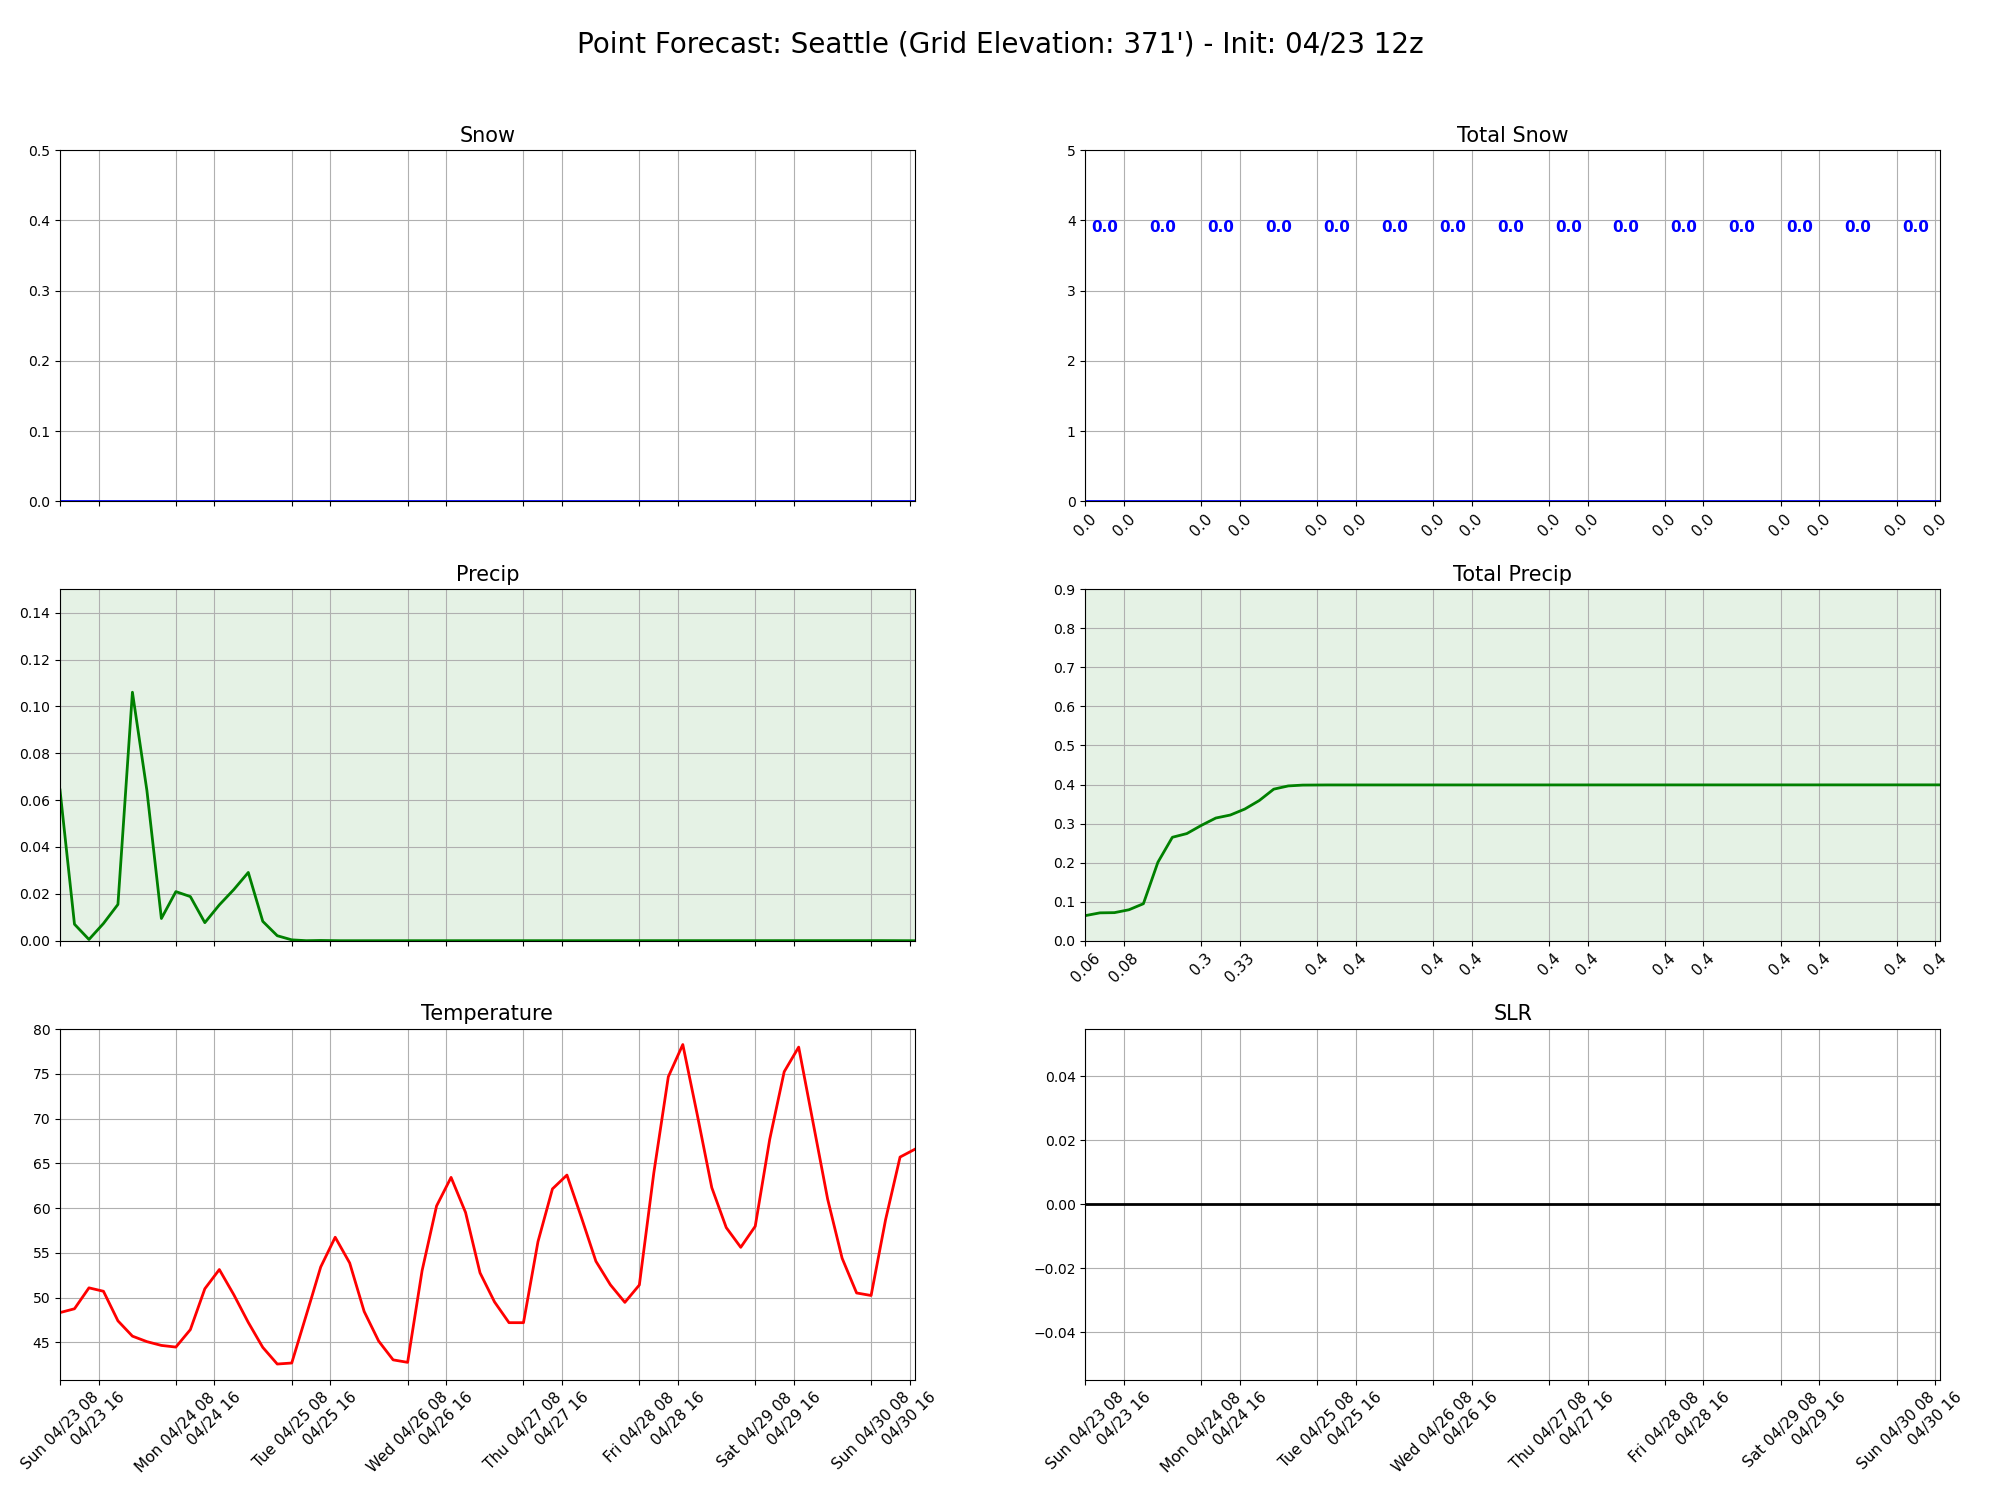 Point Forecast: Seattle (Grid Elevation: 371') - Init: 04/23 12z
Snow
0.5
0.4
0.3
0.2
0.1
0.0
Total Snow
5
4
3
2
1
0
0.0 0.0 0.0 0.0 0.0 0.0 0.0 0.0 0.0 0.0 0.0 0.0 0.0 0.0 0.0
0.0 0.0 0.0 0.0 0.0 0.0 0.0 0.0 0.0 0.0 0.0 0.0 0.0 0.0 0.0 0.0
Precip
0.14
0.12
0.10
0.08
0.06
0.04
0.02
0.00
Total Precip
0.9
0.8
0.7
0.6
0.5
0.4
0.3
0.2
0.1
0.0
0.06 0.08 0.3 0.33 0.4 0.4 0.4 0.4 0.4 0.4 0.4 0.4 0.4 0.4 0.4 0.4
Temperature
80
75
70
65
60
55
50
45
Sun 04/23 08
04/23 16
Mon 04/24 08
04/24 16
Tue 04/25 08
04/25 16
Wed 04/26 08
04/26 16
Thu 04/27 08
04/27 16
Fri 04/28 08
04/28 16
Sat 04/29 08
04/29 16
Sun 04/30 08
04/30 16
SLR
0.04
0.02
0.00
−0.02
−0.04
Sun 04/23 08
04/23 16
Mon 04/24 08
04/24 16
Tue 04/25 08
04/25 16
Wed 04/26 08
04/26 16
Thu 04/27 08
04/27 16
Fri 04/28 08
04/28 16
Sat 04/29 08
04/29 16
Sun 04/30 08
04/30 16